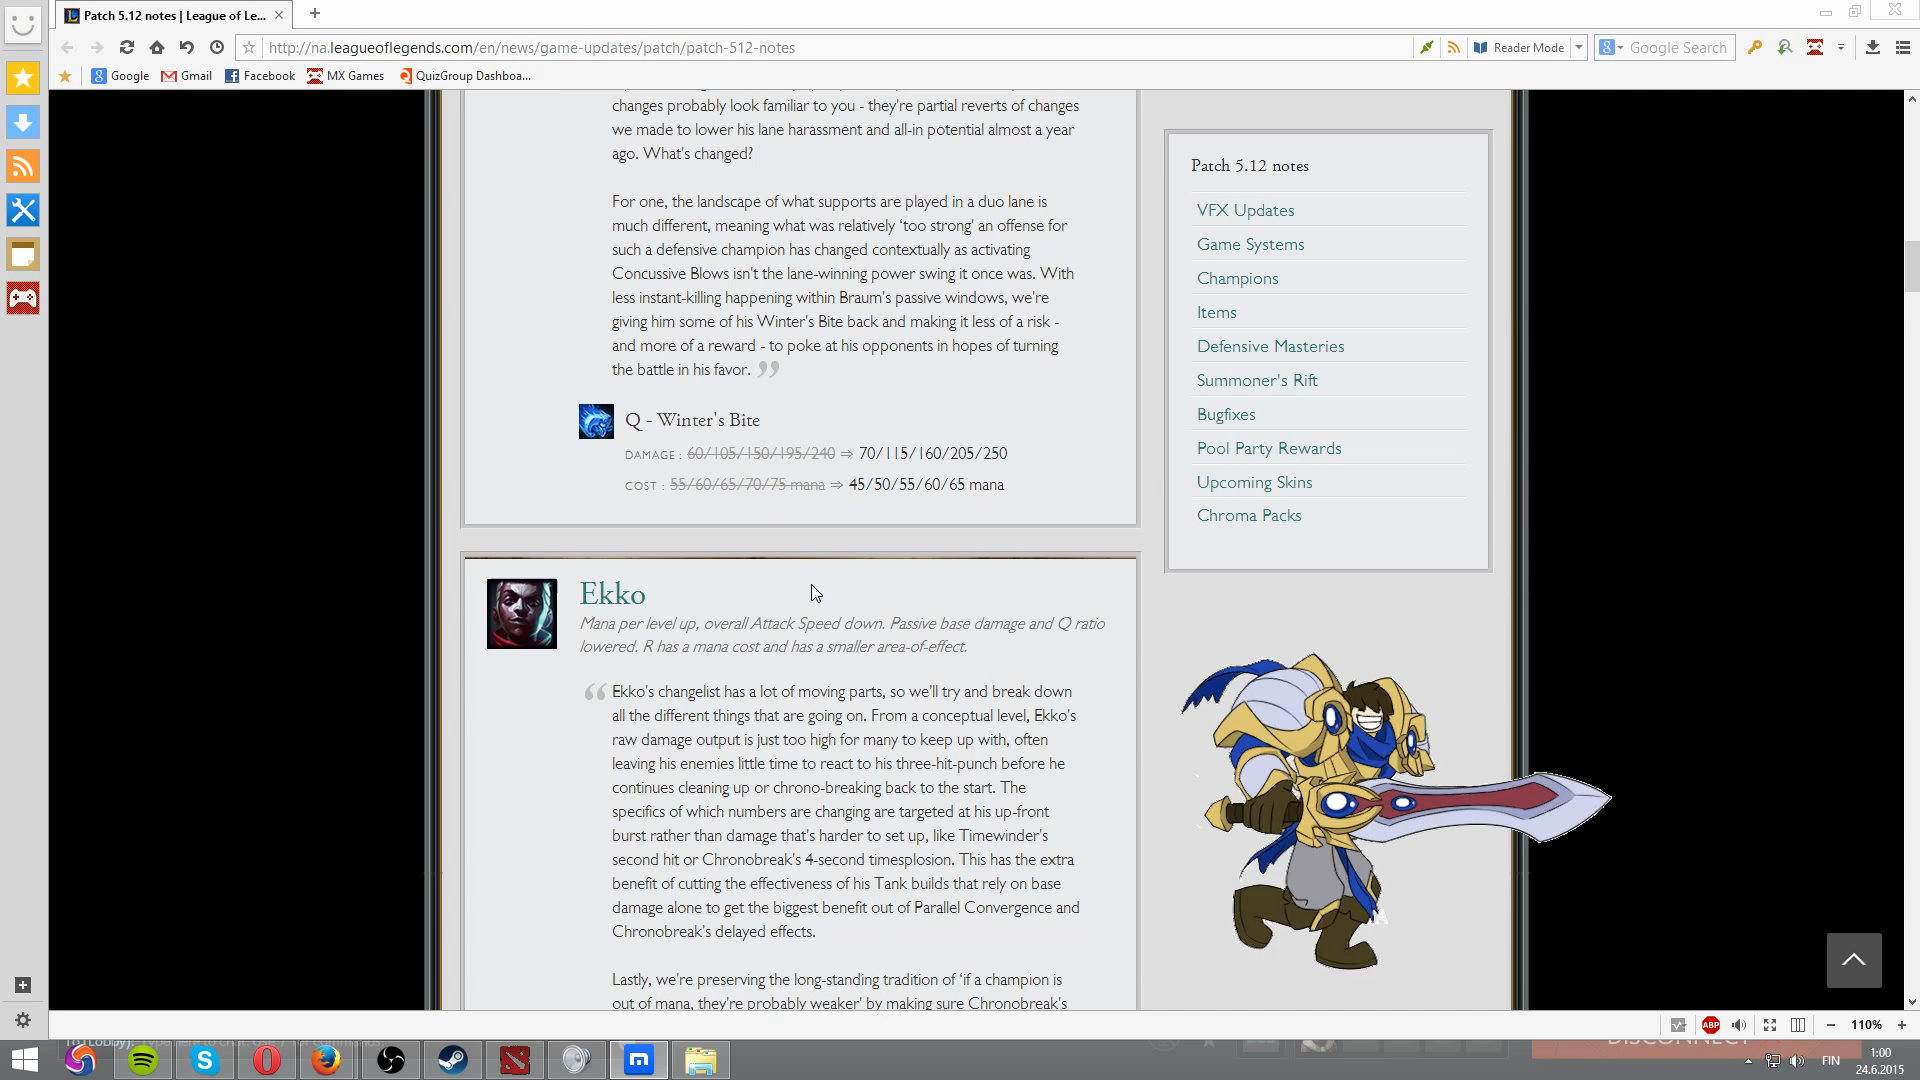 Patch 5.12 notes | League of Le...
http://na.leagueoflegends.com/en/news/game-updates/patch/patch-512-notes
Reader Mode
Google Search
Google
Gmail
Facebook
MX Games
QuizGroup Dashboa...
changes probably look familiar to you - they're partial reverts of changes
we made to lower his lane harassment and all-in potential almost a year
ago. What's changed?
For one, the landscape of what supports are played in a duo lane is
much different, meaning what was relatively ‘too strong’ an offense for
such a defensive champion has changed contextually as activating
Concussive Blows isn't the lane-winning power swing it once was. With
less instant-killing happening within Braum's passive windows, we're
giving him some of his Winter's Bite back and making it less of a risk -
and more of a reward - to poke at his opponents in hopes of turning
the battle in his favor. ”
Q - Winter's Bite
DAMAGE : 60/105/150/195/240 ⇒ 70/115/160/205/250
COST : 55/60/65/70/75 mana ⇒ 45/50/55/60/65 mana
Ekko
Mana per level up, overall Attack Speed down. Passive base damage and Q ratio
lowered. R has a mana cost and has a smaller area-of-effect.
“ Ekko's changelist has a lot of moving parts, so we'll try and break down
all the different things that are going on. From a conceptual level, Ekko's
raw damage output is just too high for many to keep up with, often
leaving his enemies little time to react to his three-hit-punch before he
continues cleaning up or chrono-breaking back to the start. The
specifics of which numbers are changing are targeted at his up-front
burst rather than damage that's harder to set up, like Timewinder's
second hit or Chronobreak's 4-second timesplosion. This has the extra
benefit of cutting the effectiveness of his Tank builds that rely on base
damage alone to get the biggest benefit out of Parallel Convergence and
Chronobreak's delayed effects.
Lastly, we're preserving the long-standing tradition of ‘if a champion is
out of mana, they're probably weaker’ by making sure Chronobreak's
Patch 5.12 notes
VFX Updates
Game Systems
Champions
Items
Defensive Masteries
Summoner's Rift
Bugfixes
Pool Party Rewards
Upcoming Skins
Chroma Packs
ABP
110%
FIN
1:00
24.6.2015